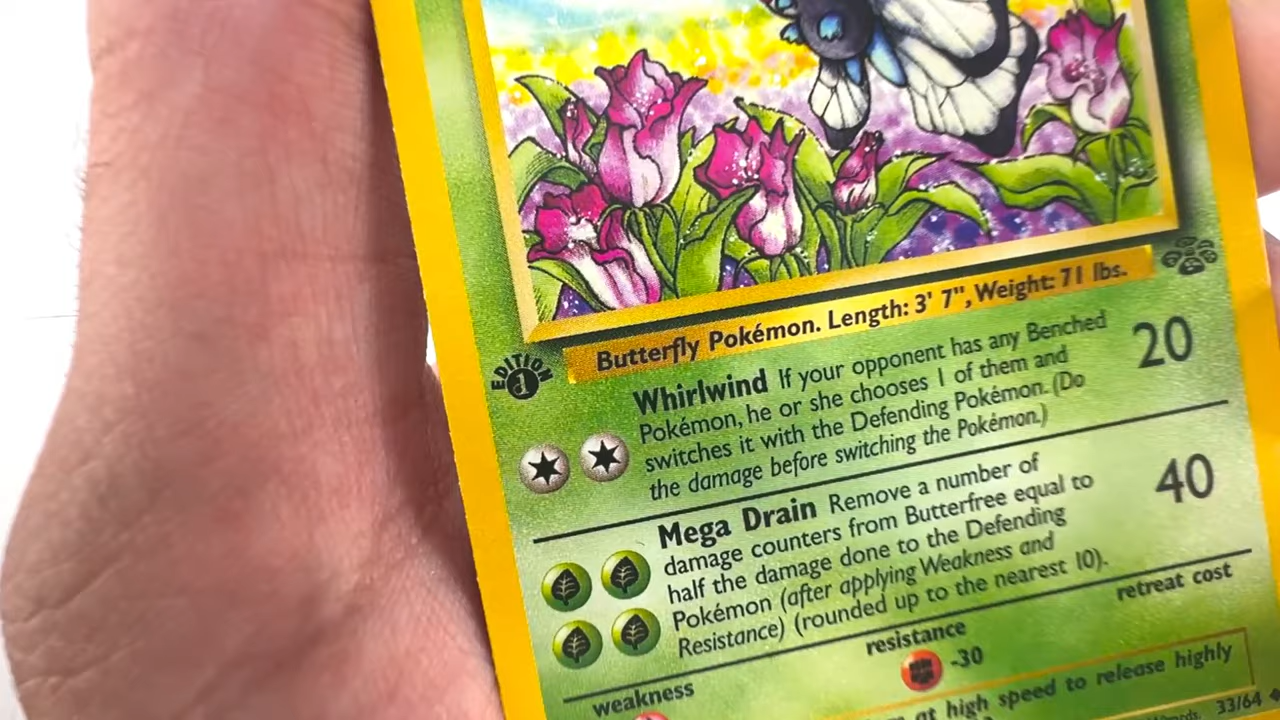 Butterfly Pokémon. Length: 3' 7", Weight: 71 lbs.
EDITION
1
Whirlwind If your opponent has any Benched
Pokémon, he or she chooses 1 of them and
switches it with the Defending Pokémon. (Do
the damage before switching the Pokémon.)
20
Mega Drain Remove a number of
damage counters from Butterfree equal to
half the damage done to the Defending
Pokémon (after applying Weakness and
Resistance) (rounded up to the nearest 10).
40
weakness
resistance
retreat cost
-30
at high speed to release highly
33/64